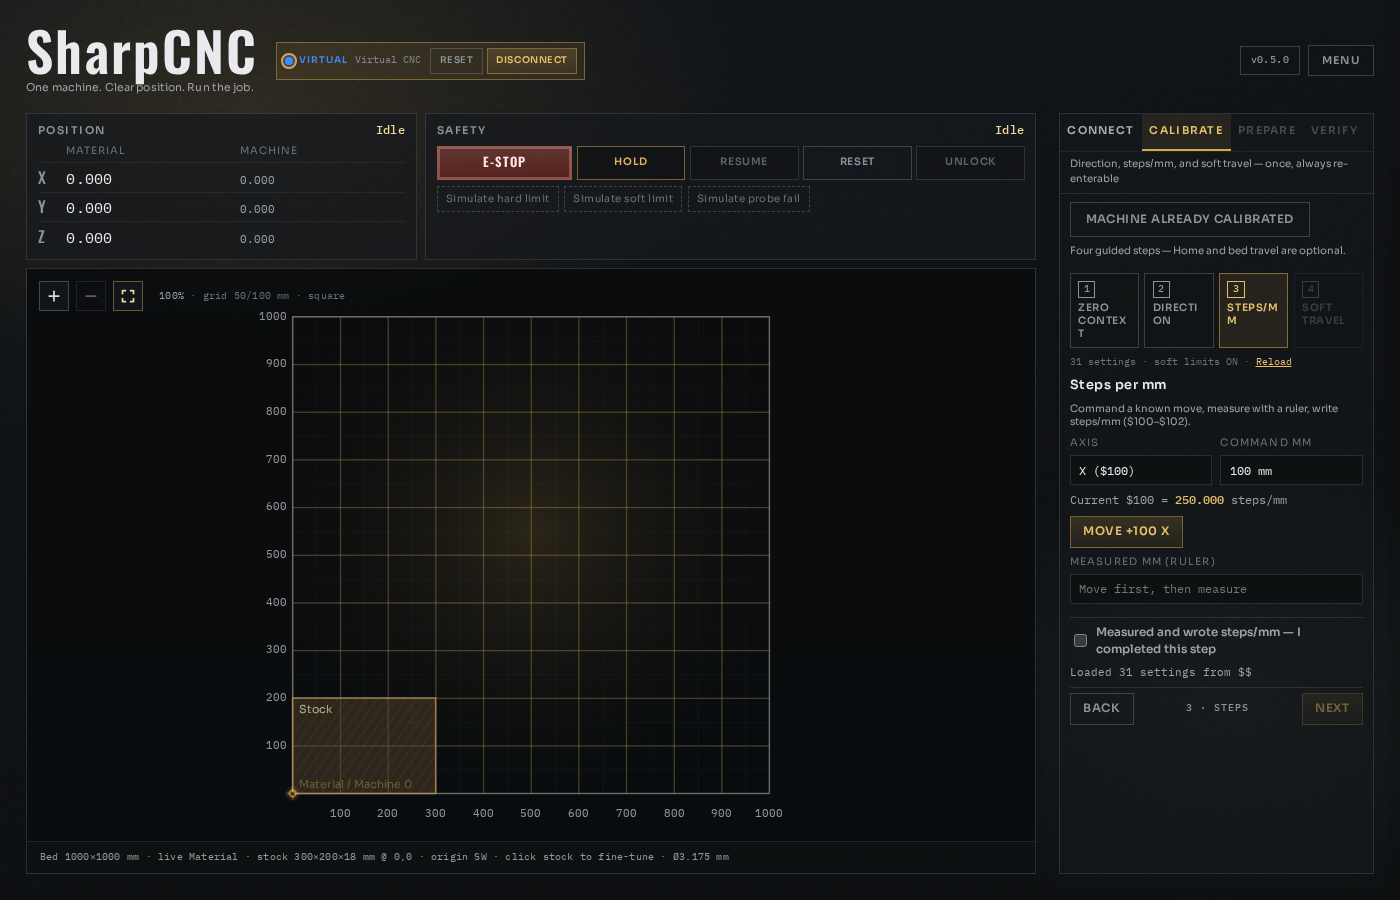 SharpCNC
One machine. Clear position. Run the job.
VIRTUAL Virtual CNC RESET DISCONNECT
v0.5.0 MENU
POSITION Idle
MATERIAL MACHINE
X 0.000 0.000
Y 0.000 0.000
Z 0.000 0.000
SAFETY Idle
E-STOP HOLD RESUME RESET UNLOCK
Simulate hard limit Simulate soft limit Simulate probe fail
100% · grid 50/100 mm · square
1000
900
800
700
600
500
400
300
200
100
Stock
Material / Machine 0
100 200 300 400 500 600 700 800 900 1000
Bed 1000×1000 mm · live Material · stock 300×200×18 mm @ 0,0 · origin SW · click stock to fine-tune · Ø3.175 mm
CONNECT CALIBRATE PREPARE VERIFY
Direction, steps/mm, and soft travel — once, always re-
enterable
MACHINE ALREADY CALIBRATED
Four guided steps — Home and bed travel are optional.
1
ZERO
CONTEX
T
2
DIRECTI
ON
3
STEPS/M
M
4
SOFT
TRAVEL
31 settings · soft limits ON · Reload
Steps per mm
Command a known move, measure with a ruler, write
steps/mm ($100–$102).
AXIS COMMAND MM
X ($100) 100 mm
Current $100 = 250.000 steps/mm
MOVE +100 X
MEASURED MM (RULER)
Move first, then measure
Measured and wrote steps/mm — I
completed this step
Loaded 31 settings from $$
BACK 3 · STEPS NEXT